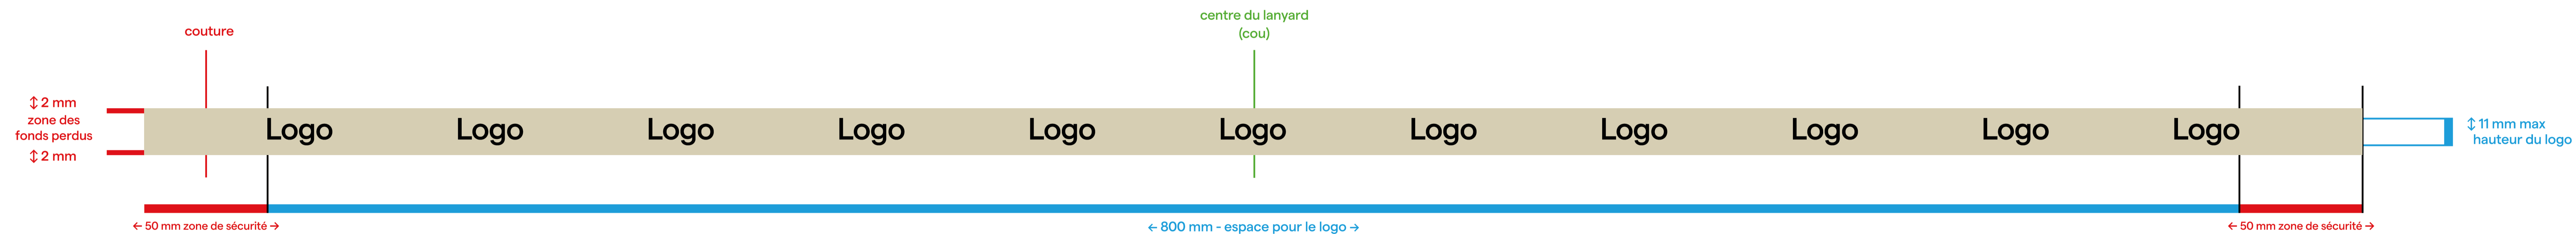 centre du lanyard
(cou)
couture
↕ 2 mm
zone des
fonds perdus
↕ 2 mm
Logo Logo Logo Logo Logo Logo Logo Logo Logo Logo Logo
↕ 11 mm max
hauteur du logo
← 50 mm zone de sécurité →
← 800 mm - espace pour le logo →
← 50 mm zone de sécurité →